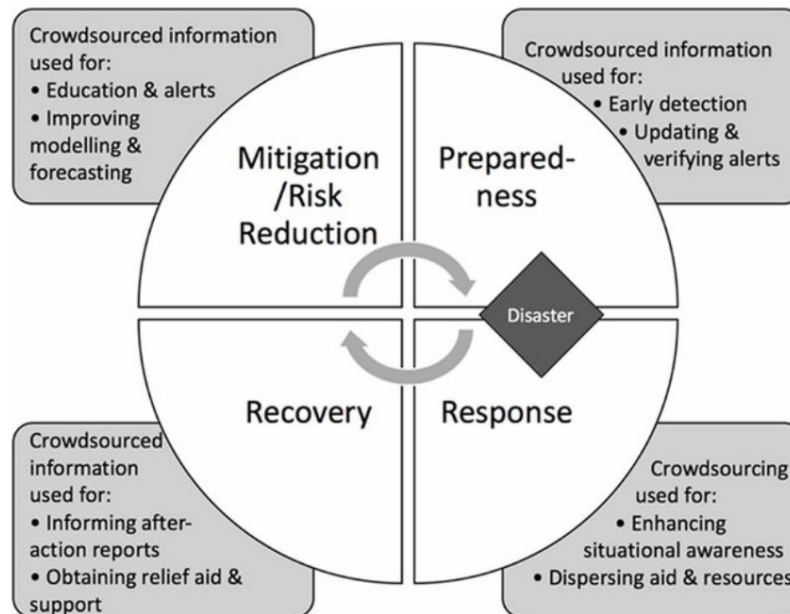 Crowdsourced information
used for:
• Education & alerts
• Improving
modelling &
forecasting
Crowdsourced information
used for:
• Early detection
• Updating &
verifying alerts
Mitigation
/Risk
Reduction
Prepared-
ness
Disaster
Recovery
Response
Crowdsourced
information
used for:
• Informing after-
action reports
• Obtaining relief aid &
support
Crowdsourcing
used for:
• Enhancing
situational awareness
• Dispersing aid & resources